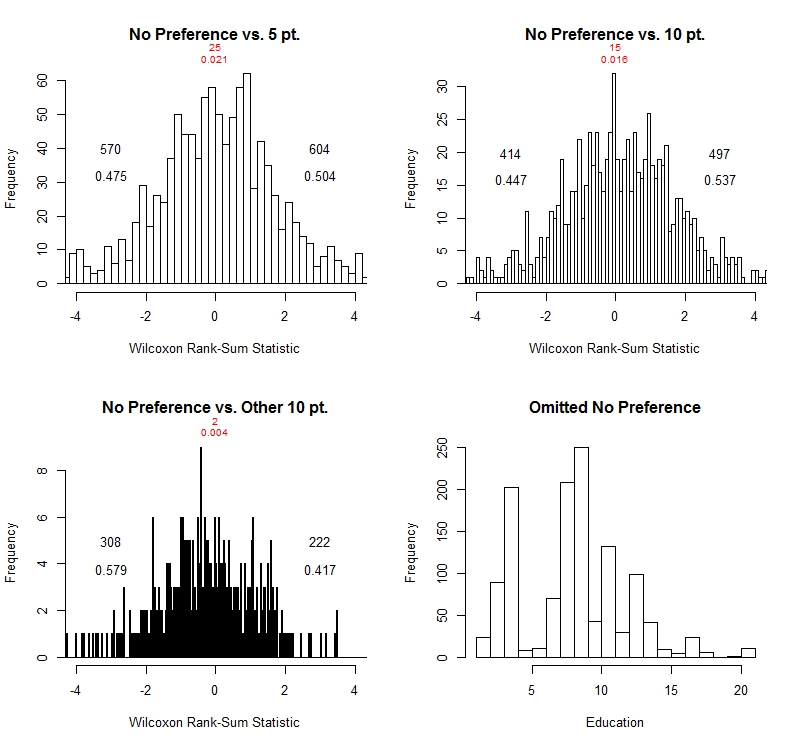 No Preference vs. 5 pt.
25
0.021
Frequency
60
50
40
30
20
10
0
570
0.475
604
0.504
-4 -2 0 2 4
Wilcoxon Rank-Sum Statistic
No Preference vs. 10 pt.
15
0.016
Frequency
30
25
20
15
10
5
0
414
0.447
497
0.537
-4 -2 0 2 4
Wilcoxon Rank-Sum Statistic
No Preference vs. Other 10 pt.
2
0.004
Frequency
8
6
4
2
0
308
0.579
222
0.417
-4 -2 0 2 4
Wilcoxon Rank-Sum Statistic
Omitted No Preference
Frequency
250
200
150
100
50
0
5 10 15 20
Education